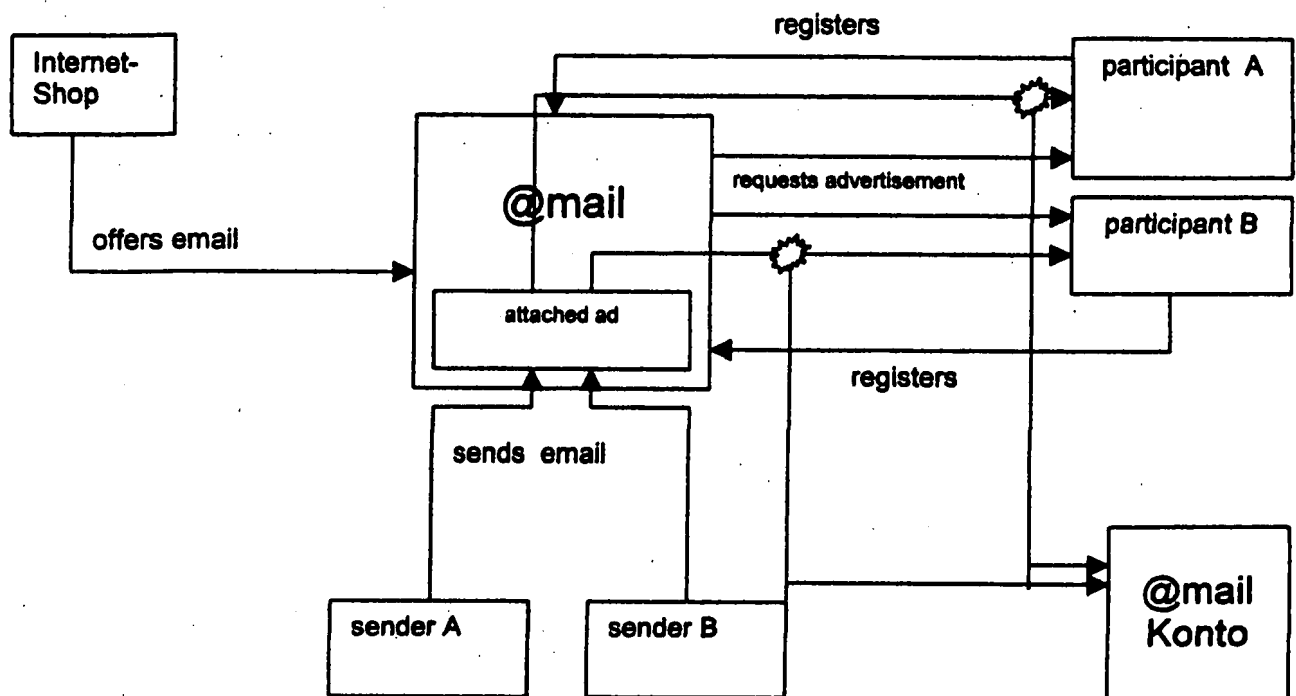 registers
Internet-
Shop
participant A
@mail
requests advertisement
participant B
offers email
attached ad
registers
sends email
sender A
sender B
@mail
Konto